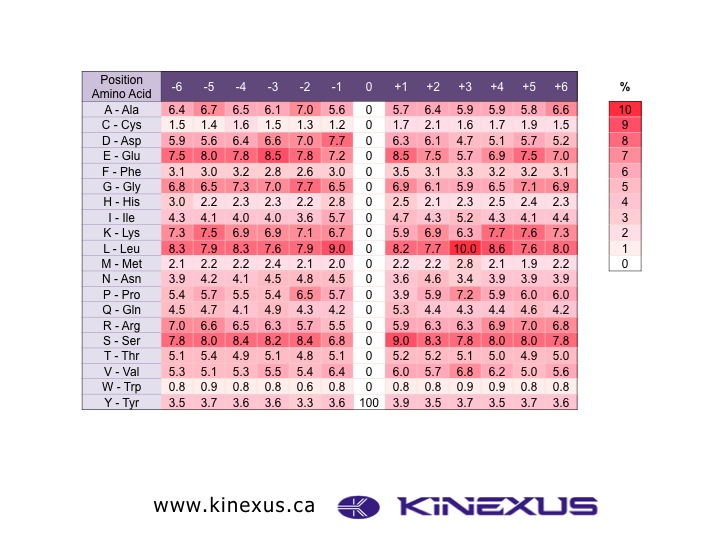 Position
Amino Acid -6 -5 -4 -3 -2 -1 0 +1 +2 +3 +4 +5 +6 %
A - Ala 6.4 6.7 6.5 6.1 7.0 5.6 0 5.7 6.4 5.9 5.9 5.8 6.6 10
C - Cys 1.5 1.4 1.6 1.5 1.3 1.2 0 1.7 2.1 1.6 1.7 1.9 1.5 9
D - Asp 5.9 5.6 6.4 6.6 7.0 7.7 0 6.3 6.1 4.7 5.1 5.7 5.2 8
E - Glu 7.5 8.0 7.8 8.5 7.8 7.2 0 8.5 7.5 5.7 6.9 7.5 7.0 7
F - Phe 3.1 3.0 3.2 2.8 2.6 3.0 0 3.5 3.1 3.3 3.2 3.2 3.1 6
G - Gly 6.8 6.5 7.3 7.0 7.7 6.5 0 6.9 6.1 5.9 6.5 7.1 6.9 5
H - His 3.0 2.2 2.3 2.3 2.2 2.8 0 2.5 2.1 2.3 2.5 2.4 2.3 4
I - Ile 4.3 4.1 4.0 4.0 3.6 5.7 0 4.7 4.3 5.2 4.3 4.1 4.4 3
K - Lys 7.3 7.5 6.9 6.9 7.1 6.7 0 5.9 6.9 6.3 7.7 7.6 7.3 2
L - Leu 8.3 7.9 8.3 7.6 7.9 9.0 0 8.2 7.7 10.0 8.6 7.6 8.0 1
M - Met 2.1 2.2 2.2 2.4 2.1 2.0 0 2.2 2.2 2.8 2.1 1.9 2.2 0
N - Asn 3.9 4.2 4.1 4.5 4.8 4.5 0 3.6 4.6 3.4 3.9 3.9 3.9
P - Pro 5.4 5.7 5.5 5.4 6.5 5.7 0 3.9 5.9 7.2 5.9 6.0 6.0
Q - Gln 4.5 4.7 4.1 4.9 4.3 4.2 0 5.3 4.4 4.3 4.4 4.6 4.2
R - Arg 7.0 6.6 6.5 6.3 5.7 5.5 0 5.9 6.3 6.3 6.9 7.0 6.8
S - Ser 7.8 8.0 8.4 8.2 8.4 6.8 0 9.0 8.3 7.8 8.0 8.0 7.8
T - Thr 5.1 5.4 4.9 5.1 4.8 5.1 0 5.2 5.2 5.1 5.0 4.9 5.0
V - Val 5.3 5.1 5.3 5.5 5.4 6.4 0 6.0 5.7 6.8 6.2 5.0 5.6
W - Trp 0.8 0.9 0.8 0.8 0.6 0.8 0 0.8 0.8 0.9 0.9 0.8 0.8
Y - Tyr 3.5 3.7 3.6 3.6 3.3 3.6 100 3.9 3.5 3.7 3.5 3.7 3.6
www.kinexus.ca KINEXUS